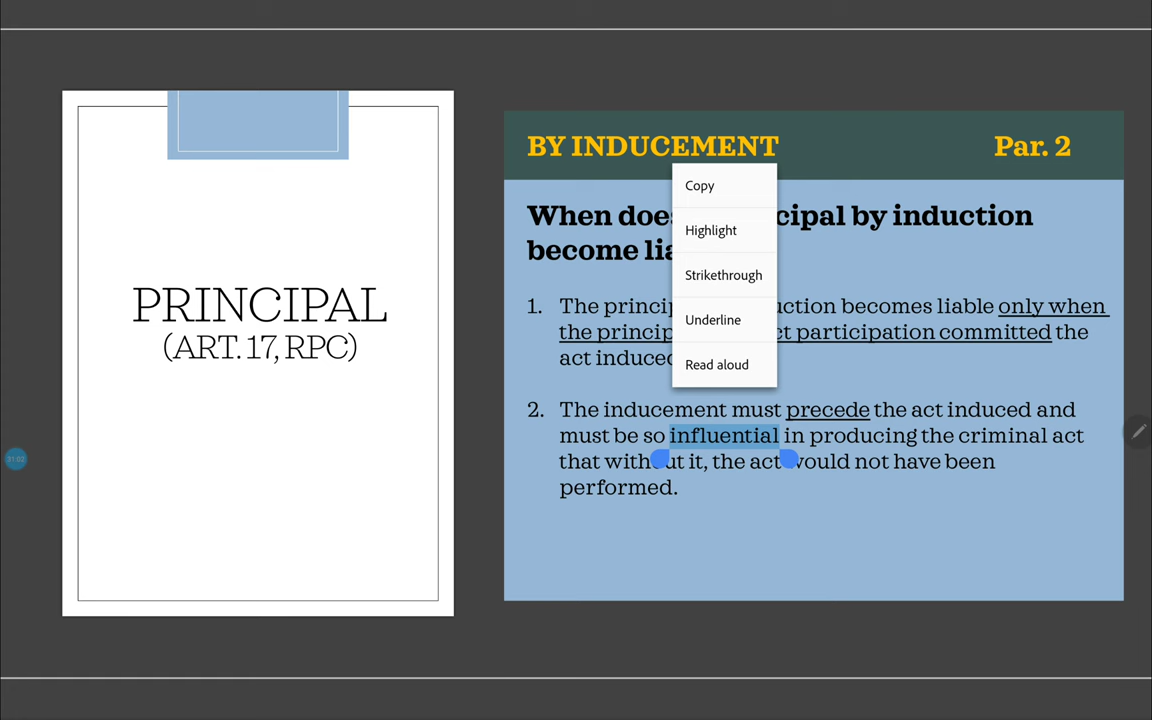 PRINCIPAL
(ART. 17, RPC)
BY INDUCEMENT Par. 2
When does cipal by induction
become lia
1. The princip uction becomes liable only when
the princip ct participation committed the
act induced
2. The inducement must precede the act induced and
must be so influential in producing the criminal act
that without it, the act would not have been
performed.
Copy
Highlight
Strikethrough
Underline
Read aloud
31:02